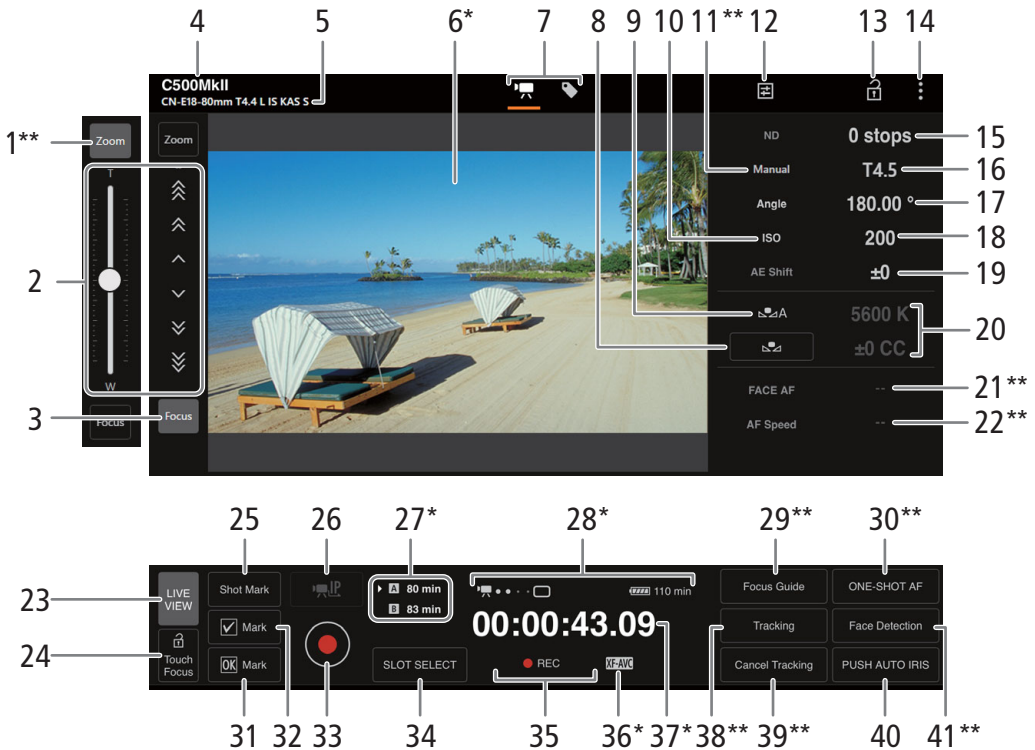 4 5 6* 7 8 9 10 11** 12 13 14
C500MkII
CN-E18-80mm T4.4 L IS KAS S
1** Zoom Zoom
ND 0 stops 15
T
Manual T4.5 16
Angle 180.00 ° 17
ISO 200 18
2 AE Shift ±0 19
A 5600 K
±0 CC 20
W
FACE AF -- 21**
3 Focus Focus
AF Speed -- 22**
25 26 27* 28* 29** 30**
23 LIVE VIEW Shot Mark IP A 80 min 110 min Focus Guide ONE-SHOT AF
B 83 min
Mark 00:00:43.09 Tracking Face Detection
24 Touch Focus OK Mark SLOT SELECT REC XF-AVC Cancel Tracking PUSH AUTO IRIS
31 32 33 34 35 36* 37* 38** 39** 40 41**